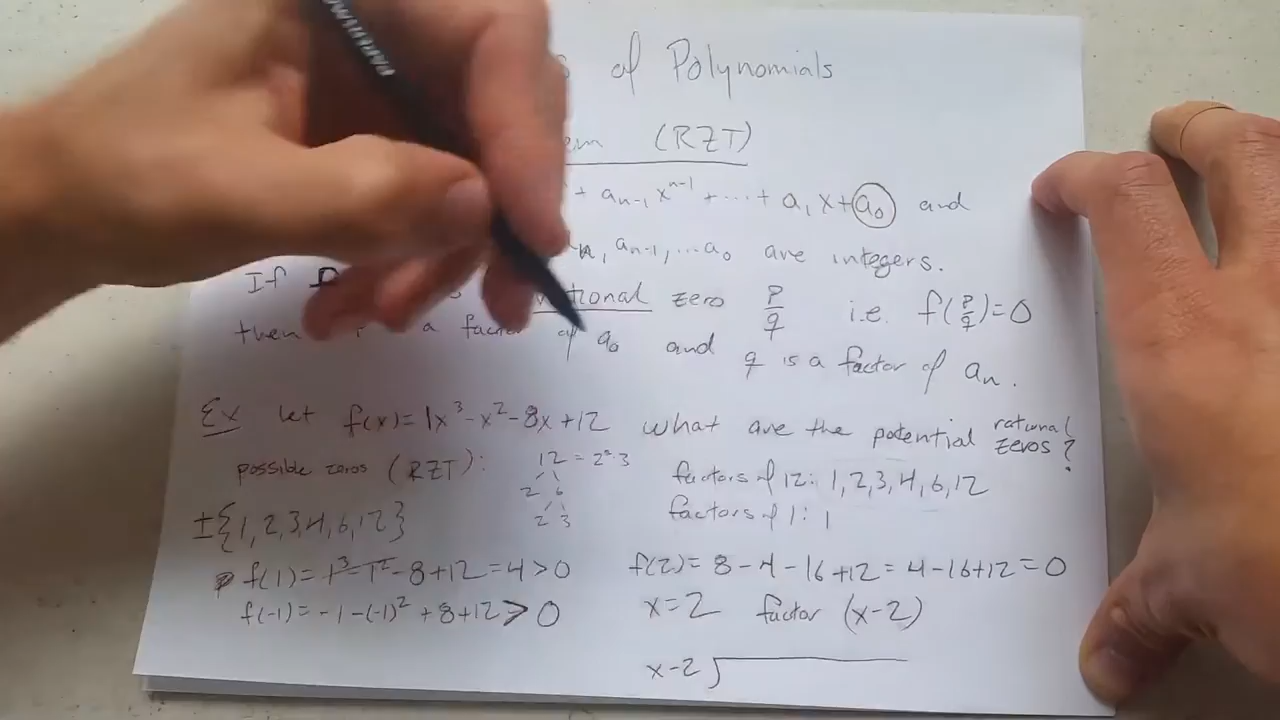 of Polynomials
(RZT)
+ aₙ₋₁ xⁿ⁻¹ + ... + a₁ x + a₀ and
, aₙ₋₁, ... a₀ are integers.
If zero p/q i.e. f(p/q)=0
then a factor of a₀ and q is a factor of aₙ.
Ex let f(x)= 1x³ - x² - 8x + 12 what are the potential rational zeros?
possible zeros (RZT): 12 = 2²·3
2 6
2 3
factors of 12: 1, 2, 3, 4, 6, 12
factors of 1: 1
±{1, 2, 3, 4, 6, 12}
f(1) = 1³ - 1² - 8 + 12 = 4 > 0
f(-1) = -1 - (-1)² + 8 + 12 > 0
f(2) = 8 - 4 - 16 + 12 = 4 - 16 + 12 = 0
x = 2 factor (x-2)
x-2